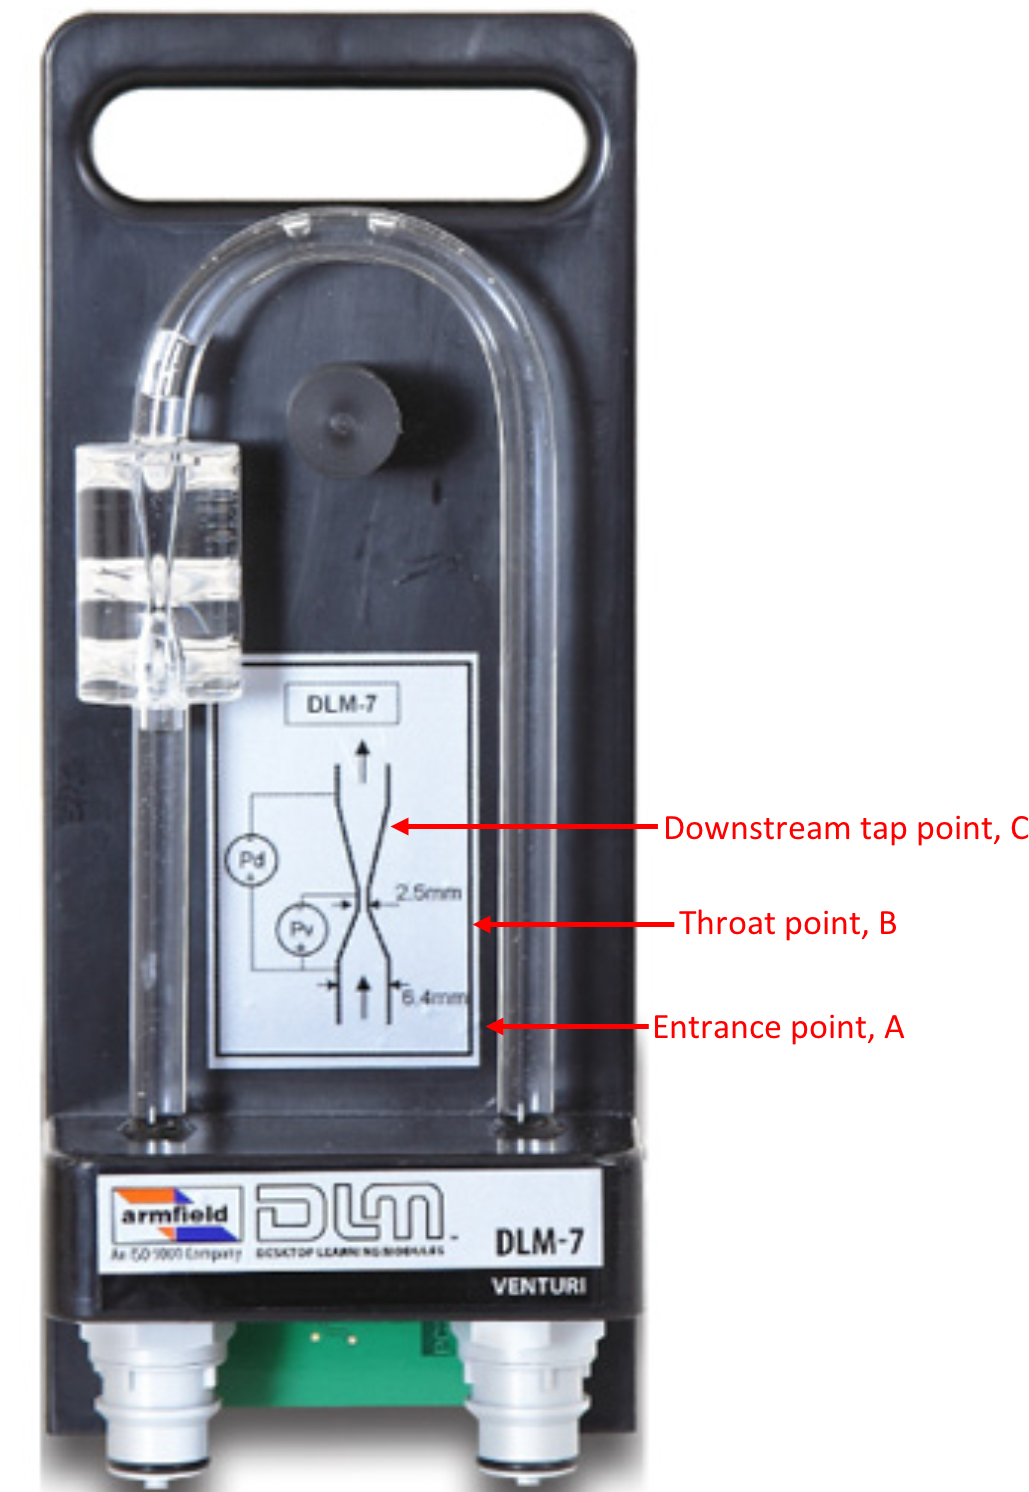 DLM-7
Pd
2.5mm
Pv
6.4mm
Downstream tap point, C
Throat point, B
Entrance point, A
armfield
An ISO 9001 Company
DLM
DESKTOP LEARNING MODULES
DLM-7
VENTURI